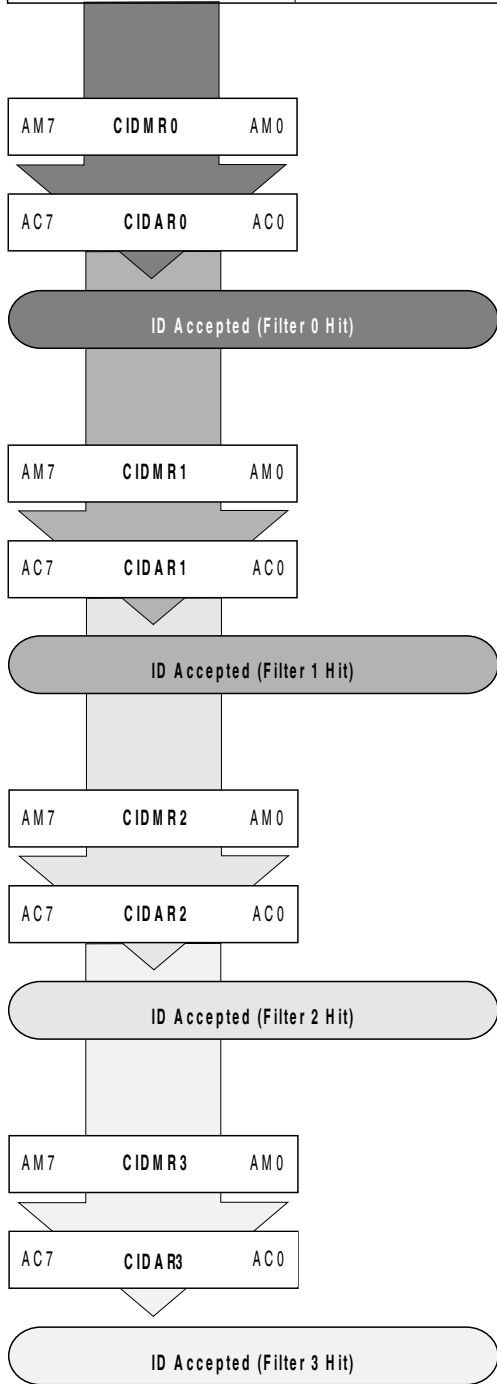 AM7 CIDMR0 AM0
AC7 CIDAR0 AC0
ID Accepted (Filter 0 Hit)
AM7 CIDMR1 AM0
AC7 CIDAR1 AC0
ID Accepted (Filter 1 Hit)
AM7 CIDMR2 AM0
AC7 CIDAR2 AC0
ID Accepted (Filter 2 Hit)
AM7 CIDMR3 AM0
AC7 CIDAR3 AC0
ID Accepted (Filter 3 Hit)